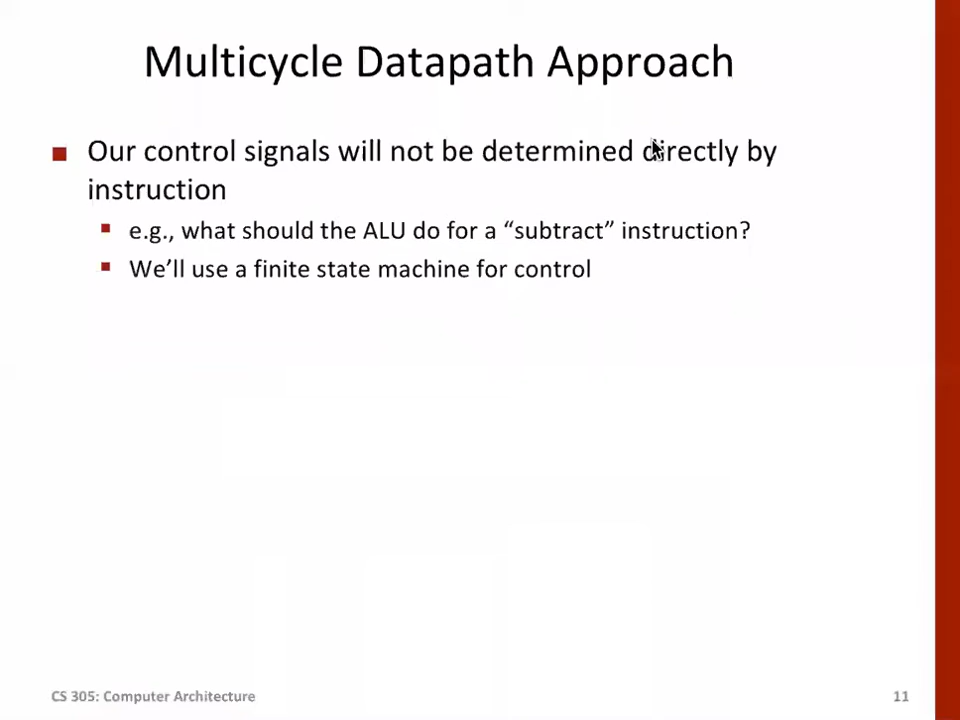 Multicycle Datapath Approach
Our control signals will not be determined directly by
instruction
e.g., what should the ALU do for a “subtract” instruction?
We’ll use a finite state machine for control
CS 305: Computer Architecture
11